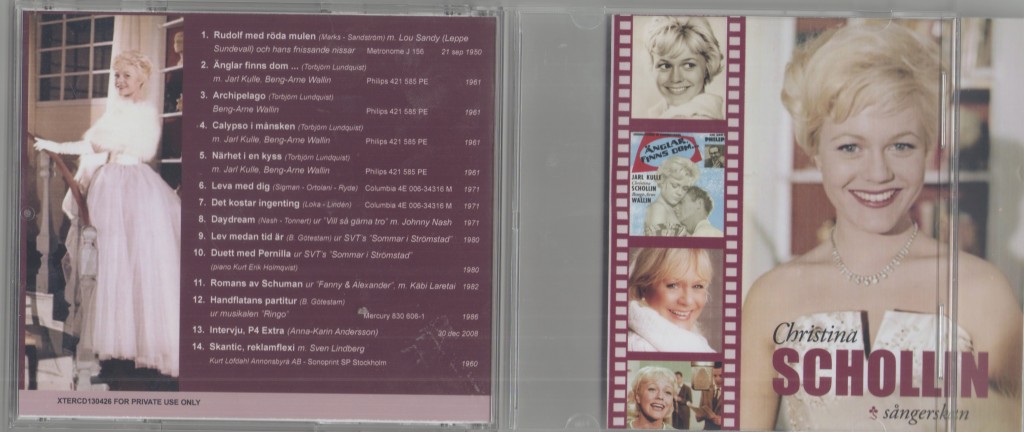 1. Rudolf med röda mulen (Marks - Sandström) m. Lou Sandy (Leppe
Sundevall) och hans fnissande nissar Metronome J 156 21 sep 1950
2. Änglar finns dom ... (Torbjörn Lundquist)
m. Jarl Kulle, Beng-Arne Wallin Philips 421 585 PE 1961
3. Archipelago (Torbjörn Lundquist)
Beng-Arne Wallin Philips 421 585 PE 1961
4. Calypso i månsken (Torbjörn Lundquist)
m. Jarl Kulle, Beng-Arne Wallin Philips 421 585 PE 1961
5. Närhet i en kyss (Torbjörn Lundquist)
m. Jarl Kulle, Beng-Arne Wallin Philips 421 585 PE 1961
6. Leva med dig (Sigman - Ortolani - Ryde) Columbia 4E 006-34316 M 1971
7. Det kostar ingenting (Loka - Lindén) Columbia 4E 006-34316 M 1971
8. Daydream (Nash - Tonnert) ur "Vill så gärna tro" m. Johnny Nash 1971
9. Lev medan tid är (B. Götestam) ur SVT's "Sommar i Strömstad" 1980
10. Duett med Pernilla ur SVT's "Sommar i Strömstad"
(piano Kurt Erik Holmqvist) 1980
11. Romans av Schuman ur "Fanny & Alexander", m. Käbi Laretai 1982
12. Handflatans partitur (B. Götestam)
ur musikalen "Ringo" Mercury 830 606-1 1986
13. Intervju, P4 Extra (Anna-Karin Andersson) 20 dec 2008
14. Skantic, reklamflexi m. Sven Lindberg
Kurt Löfdahl Annonsbyrå AB - Sonoprint SP Stockholm 1960
XTERCD130426 FOR PRIVATE USE ONLY
PHILIPS
ÄNGLAR,
FINNS DOM...
JARL KULLE
Christina
SCHOLLIN
WALLIN
Christina
SCHOLLIN
sångerskan